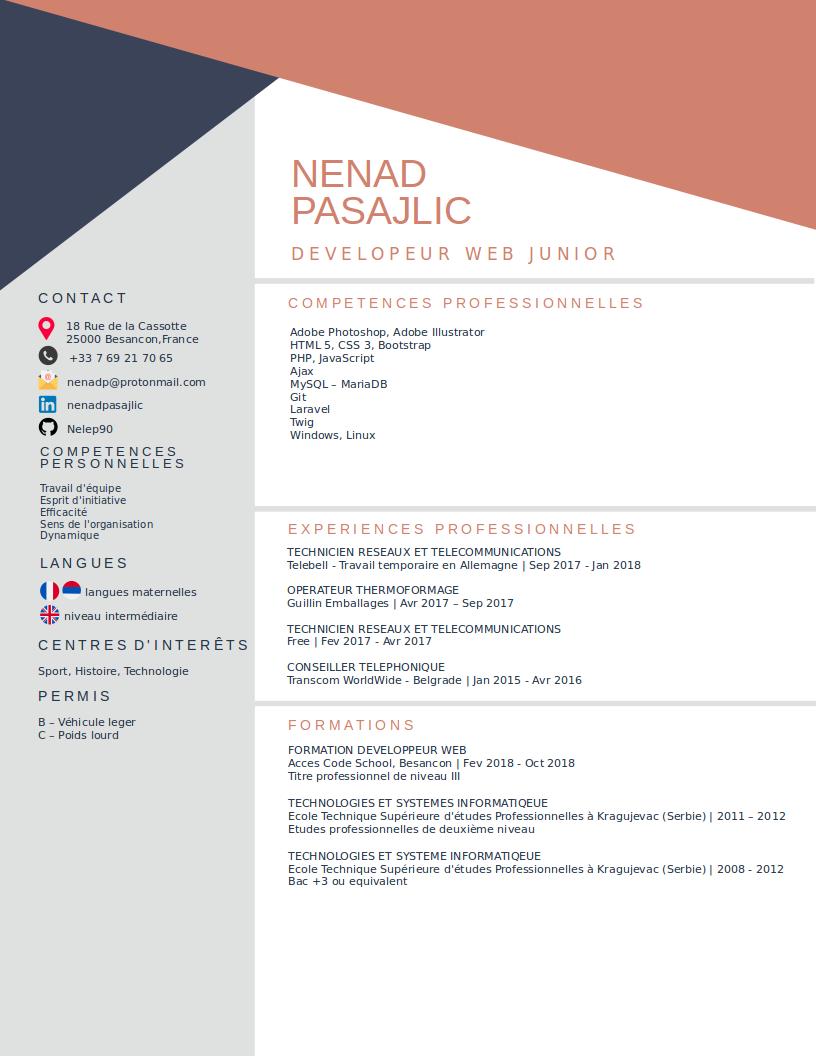 NENAD
PASAJLIC
DEVELOPEUR WEB JUNIOR
CONTACT
18 Rue de la Cassotte
25000 Besancon,France
+33 7 69 21 70 65
nenadp@protonmail.com
nenadpasajlic
Nelep90
COMPETENCES
PERSONNELLES
Travail d'équipe
Esprit d'initiative
Efficacité
Sens de l'organisation
Dynamique
LANGUES
langues maternelles
niveau intermédiaire
CENTRES D'INTERÊTS
Sport, Histoire, Technologie
PERMIS
B – Véhicule leger
C – Poids lourd
COMPETENCES PROFESSIONNELLES
Adobe Photoshop, Adobe Illustrator
HTML 5, CSS 3, Bootstrap
PHP, JavaScript
Ajax
MySQL – MariaDB
Git
Laravel
Twig
Windows, Linux
EXPERIENCES PROFESSIONNELLES
TECHNICIEN RESEAUX ET TELECOMMUNICATIONS
Telebell - Travail temporaire en Allemagne | Sep 2017 - Jan 2018
OPERATEUR THERMOFORMAGE
Guillin Emballages | Avr 2017 – Sep 2017
TECHNICIEN RESEAUX ET TELECOMMUNICATIONS
Free | Fev 2017 - Avr 2017
CONSEILLER TELEPHONIQUE
Transcom WorldWide - Belgrade | Jan 2015 - Avr 2016
FORMATIONS
FORMATION DEVELOPPEUR WEB
Acces Code School, Besancon | Fev 2018 - Oct 2018
Titre professionnel de niveau III
TECHNOLOGIES ET SYSTEMES INFORMATIQEUE
Ecole Technique Supérieure d'études Professionnelles à Kragujevac (Serbie) | 2011 – 2012
Etudes professionnelles de deuxième niveau
TECHNOLOGIES ET SYSTEME INFORMATIQEUE
Ecole Technique Supérieure d'études Professionnelles à Kragujevac (Serbie) | 2008 - 2012
Bac +3 ou equivalent